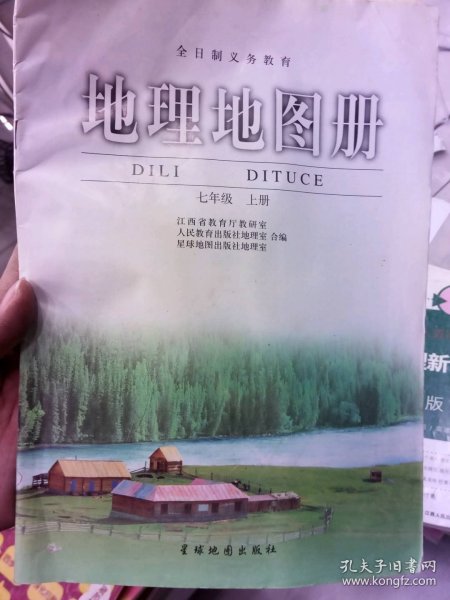 全日制义务教育
地理地图册
DILI DITUCE
七年级 上册
江西省教育厅教研室
人民教育出版社地理室 合编
星球地图出版社地理室
星球地图出版社
新
版
孔夫子旧书网
www.kongfz.com